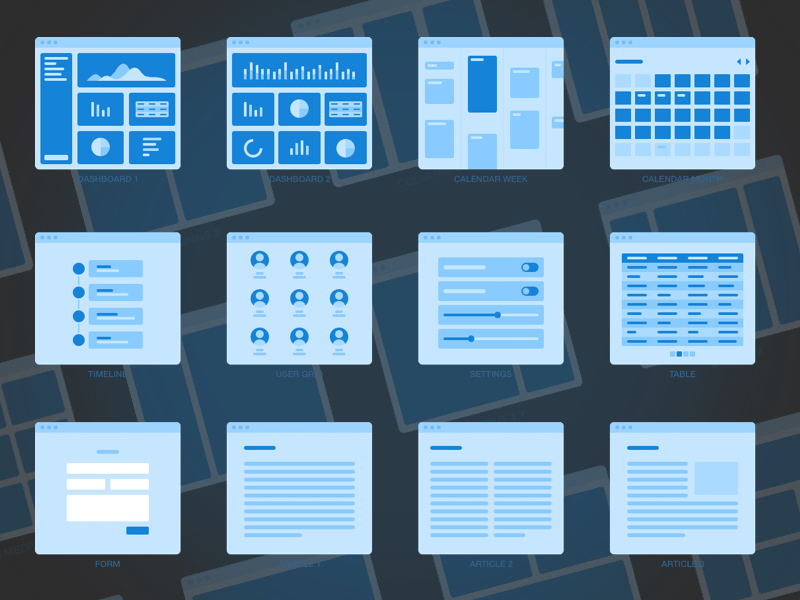 DASHBOARD 1
DASHBOARD 2
CALENDAR WEEK
CALENDAR MONTH
TIMELINE
USER GR
SETTINGS
TABLE
FORM
ARTICLE 1
ARTICLE 2
ARTICLE 3